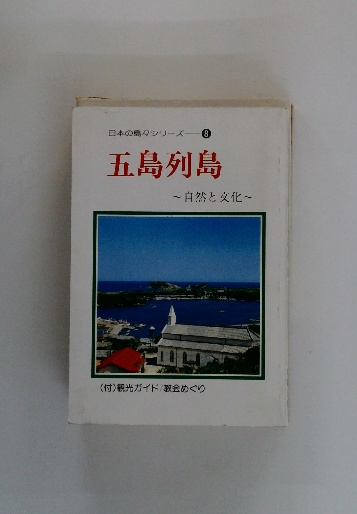 日本の島々シリーズ──❽
五島列島
～自然と文化～
〈付〉観光ガイド/教会めぐり